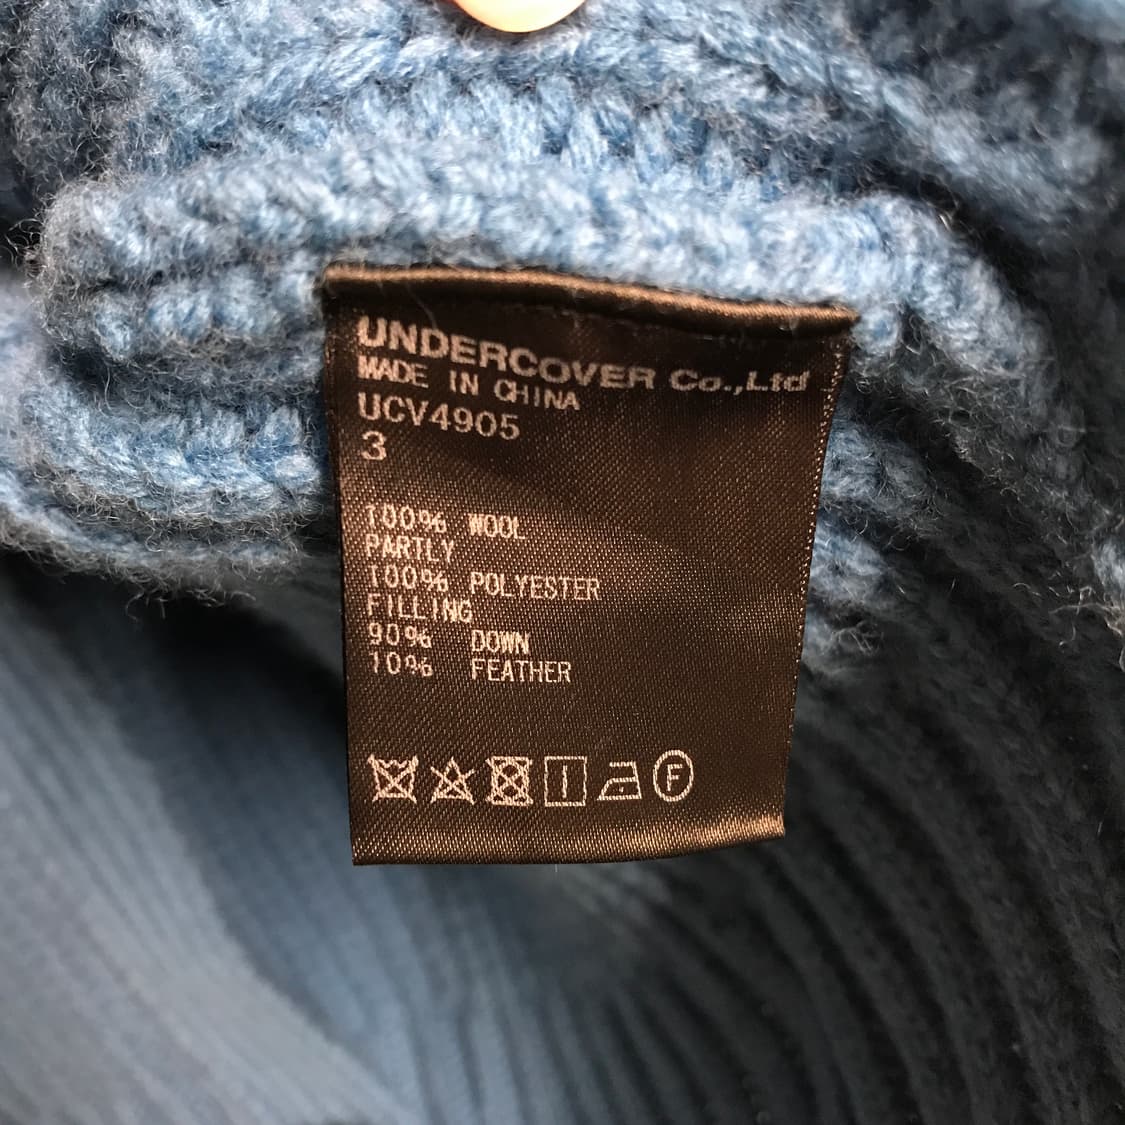 UNDERCOVER Co.,Ltd
MADE IN CHINA
UCV4905
3
100% WOOL
PARTLY
100% POLYESTER
FILLING
90% DOWN
10% FEATHER
F